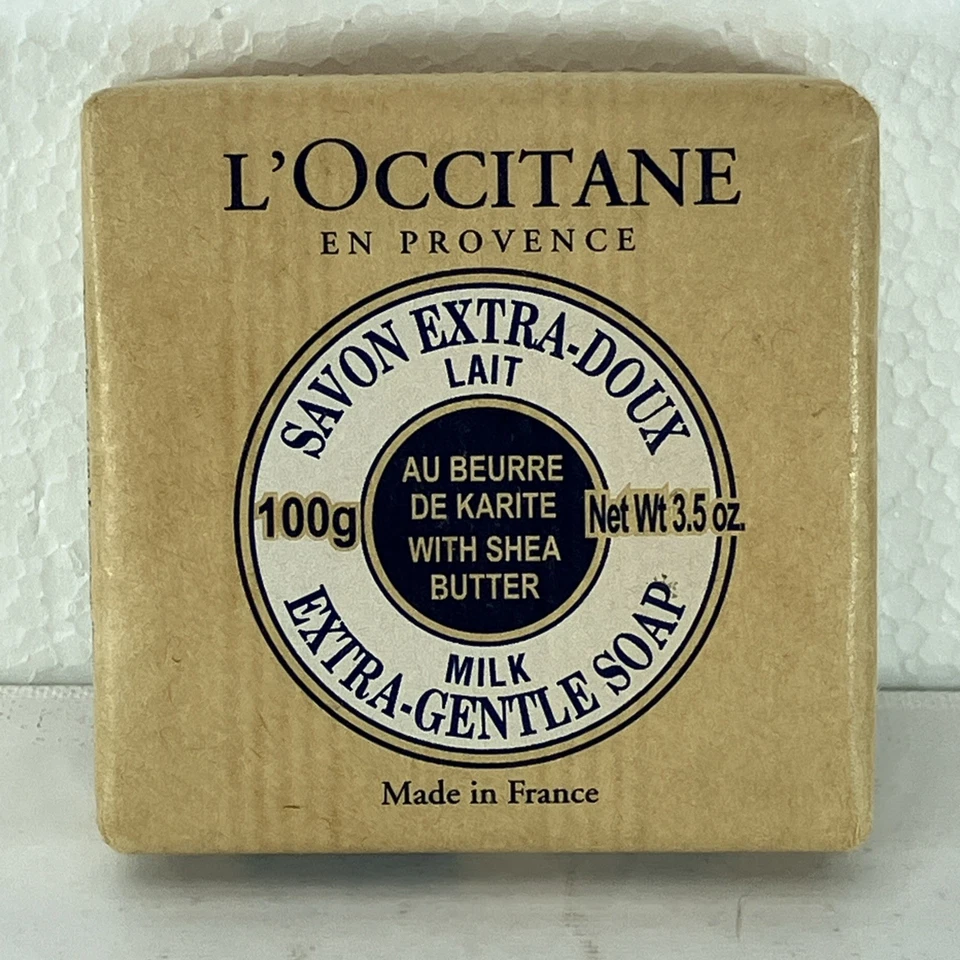 L'OCCITANE
EN PROVENCE
SAVON EXTRA-DOUX
LAIT
100g
AU BEURRE
DE KARITE
WITH SHEA
BUTTER
Net Wt 3.5 oz.
MILK
EXTRA-GENTLE SOAP
Made in France